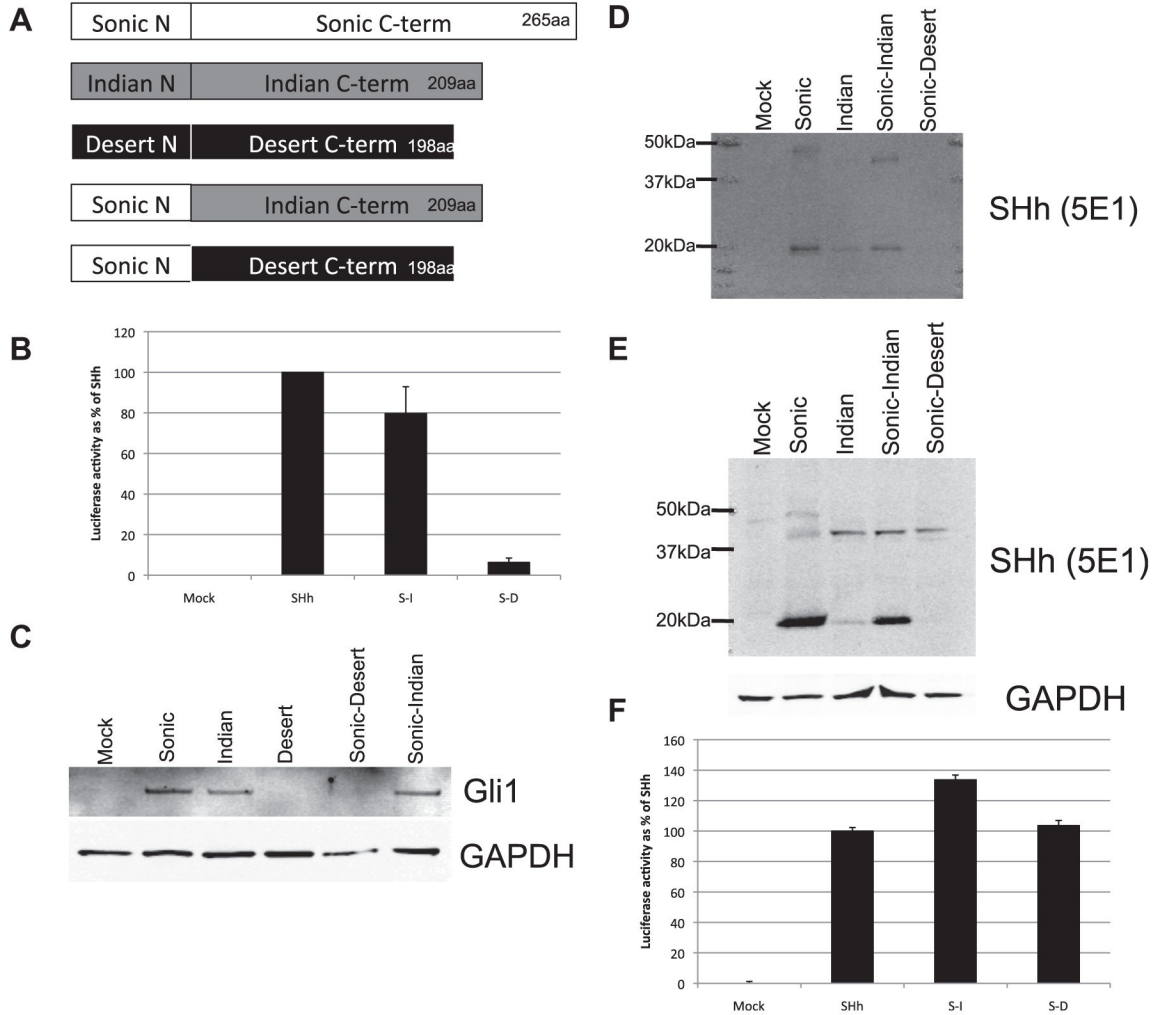 A
Sonic N Sonic C-term 265aa
Indian N Indian C-term 209aa
Desert N Desert C-term 198aa
Sonic N Indian C-term 209aa
Sonic N Desert C-term 198aa
B
Luciferase activity as % of SHh
120
100
80
60
40
20
0
Mock SHh S-I S-D
C
Mock Sonic Indian Desert Sonic-Desert Sonic-Indian
Gli1
GAPDH
D
Mock Sonic Indian Sonic-Indian Sonic-Desert
50kDa
37kDa
20kDa
SHh (5E1)
E
Mock Sonic Indian Sonic-Indian Sonic-Desert
50kDa
37kDa
20kDa
SHh (5E1)
GAPDH
F
Luciferase activity as % of SHh
160
140
120
100
80
60
40
20
0
Mock SHh S-I S-D